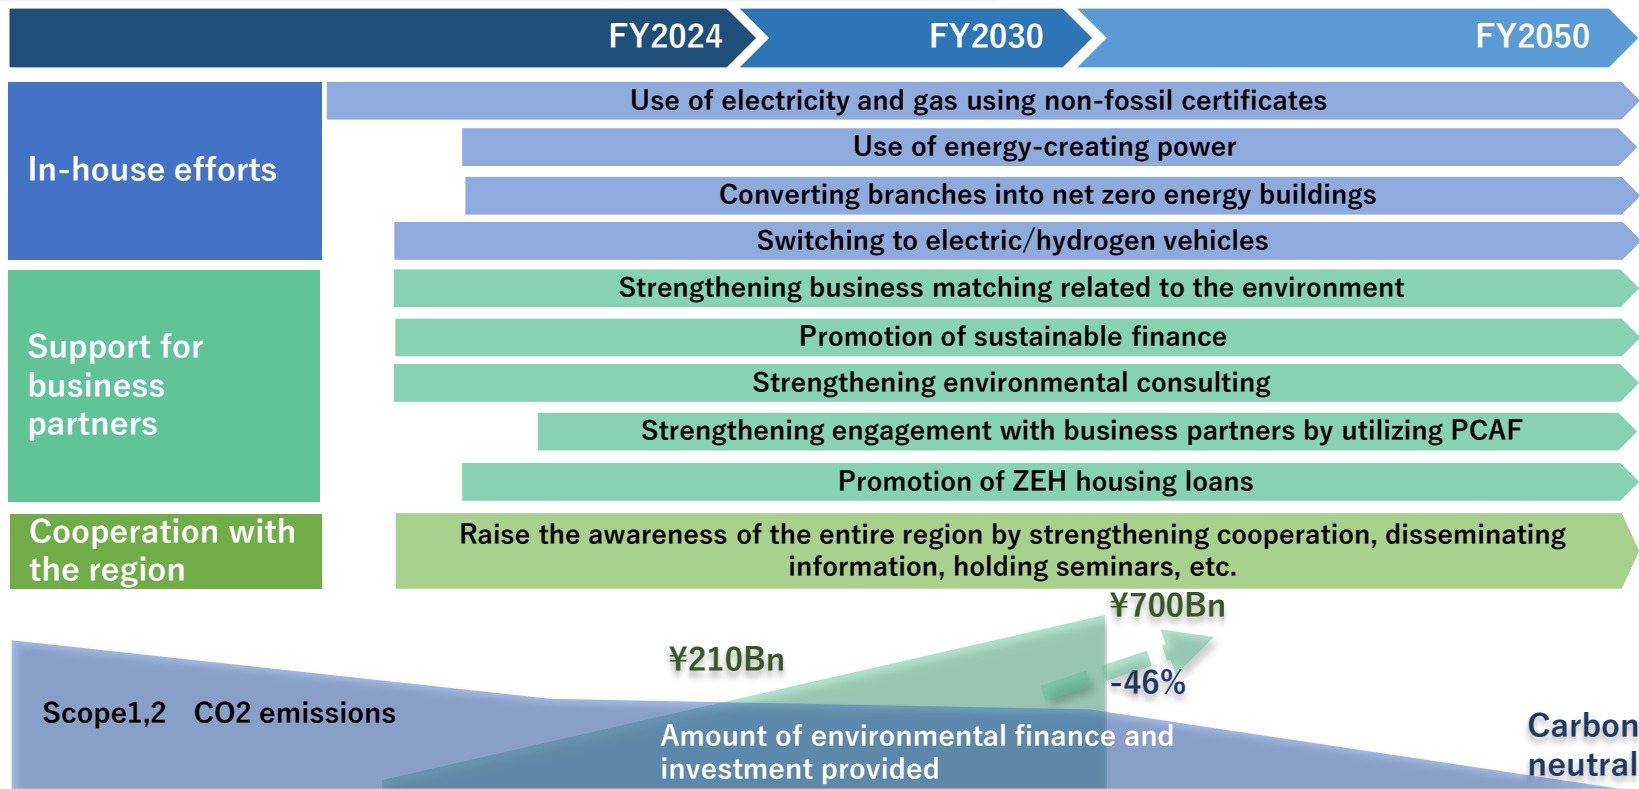 FY2024
FY2030
FY2050
In-house efforts
Use of electricity and gas using non-fossil certificates
Use of energy-creating power
Converting branches into net zero energy buildings
Switching to electric/hydrogen vehicles
Support for
business
partners
Strengthening business matching related to the environment
Promotion of sustainable finance
Strengthening environmental consulting
Strengthening engagement with business partners by utilizing PCAF
Promotion of ZEH housing loans
Cooperation with
the region
Raise the awareness of the entire region by strengthening cooperation, disseminating
information, holding seminars, etc.
¥700Bn
¥210Bn
-46%
Scope1,2 CO2 emissions
Amount of environmental finance and
investment provided
Carbon
neutral